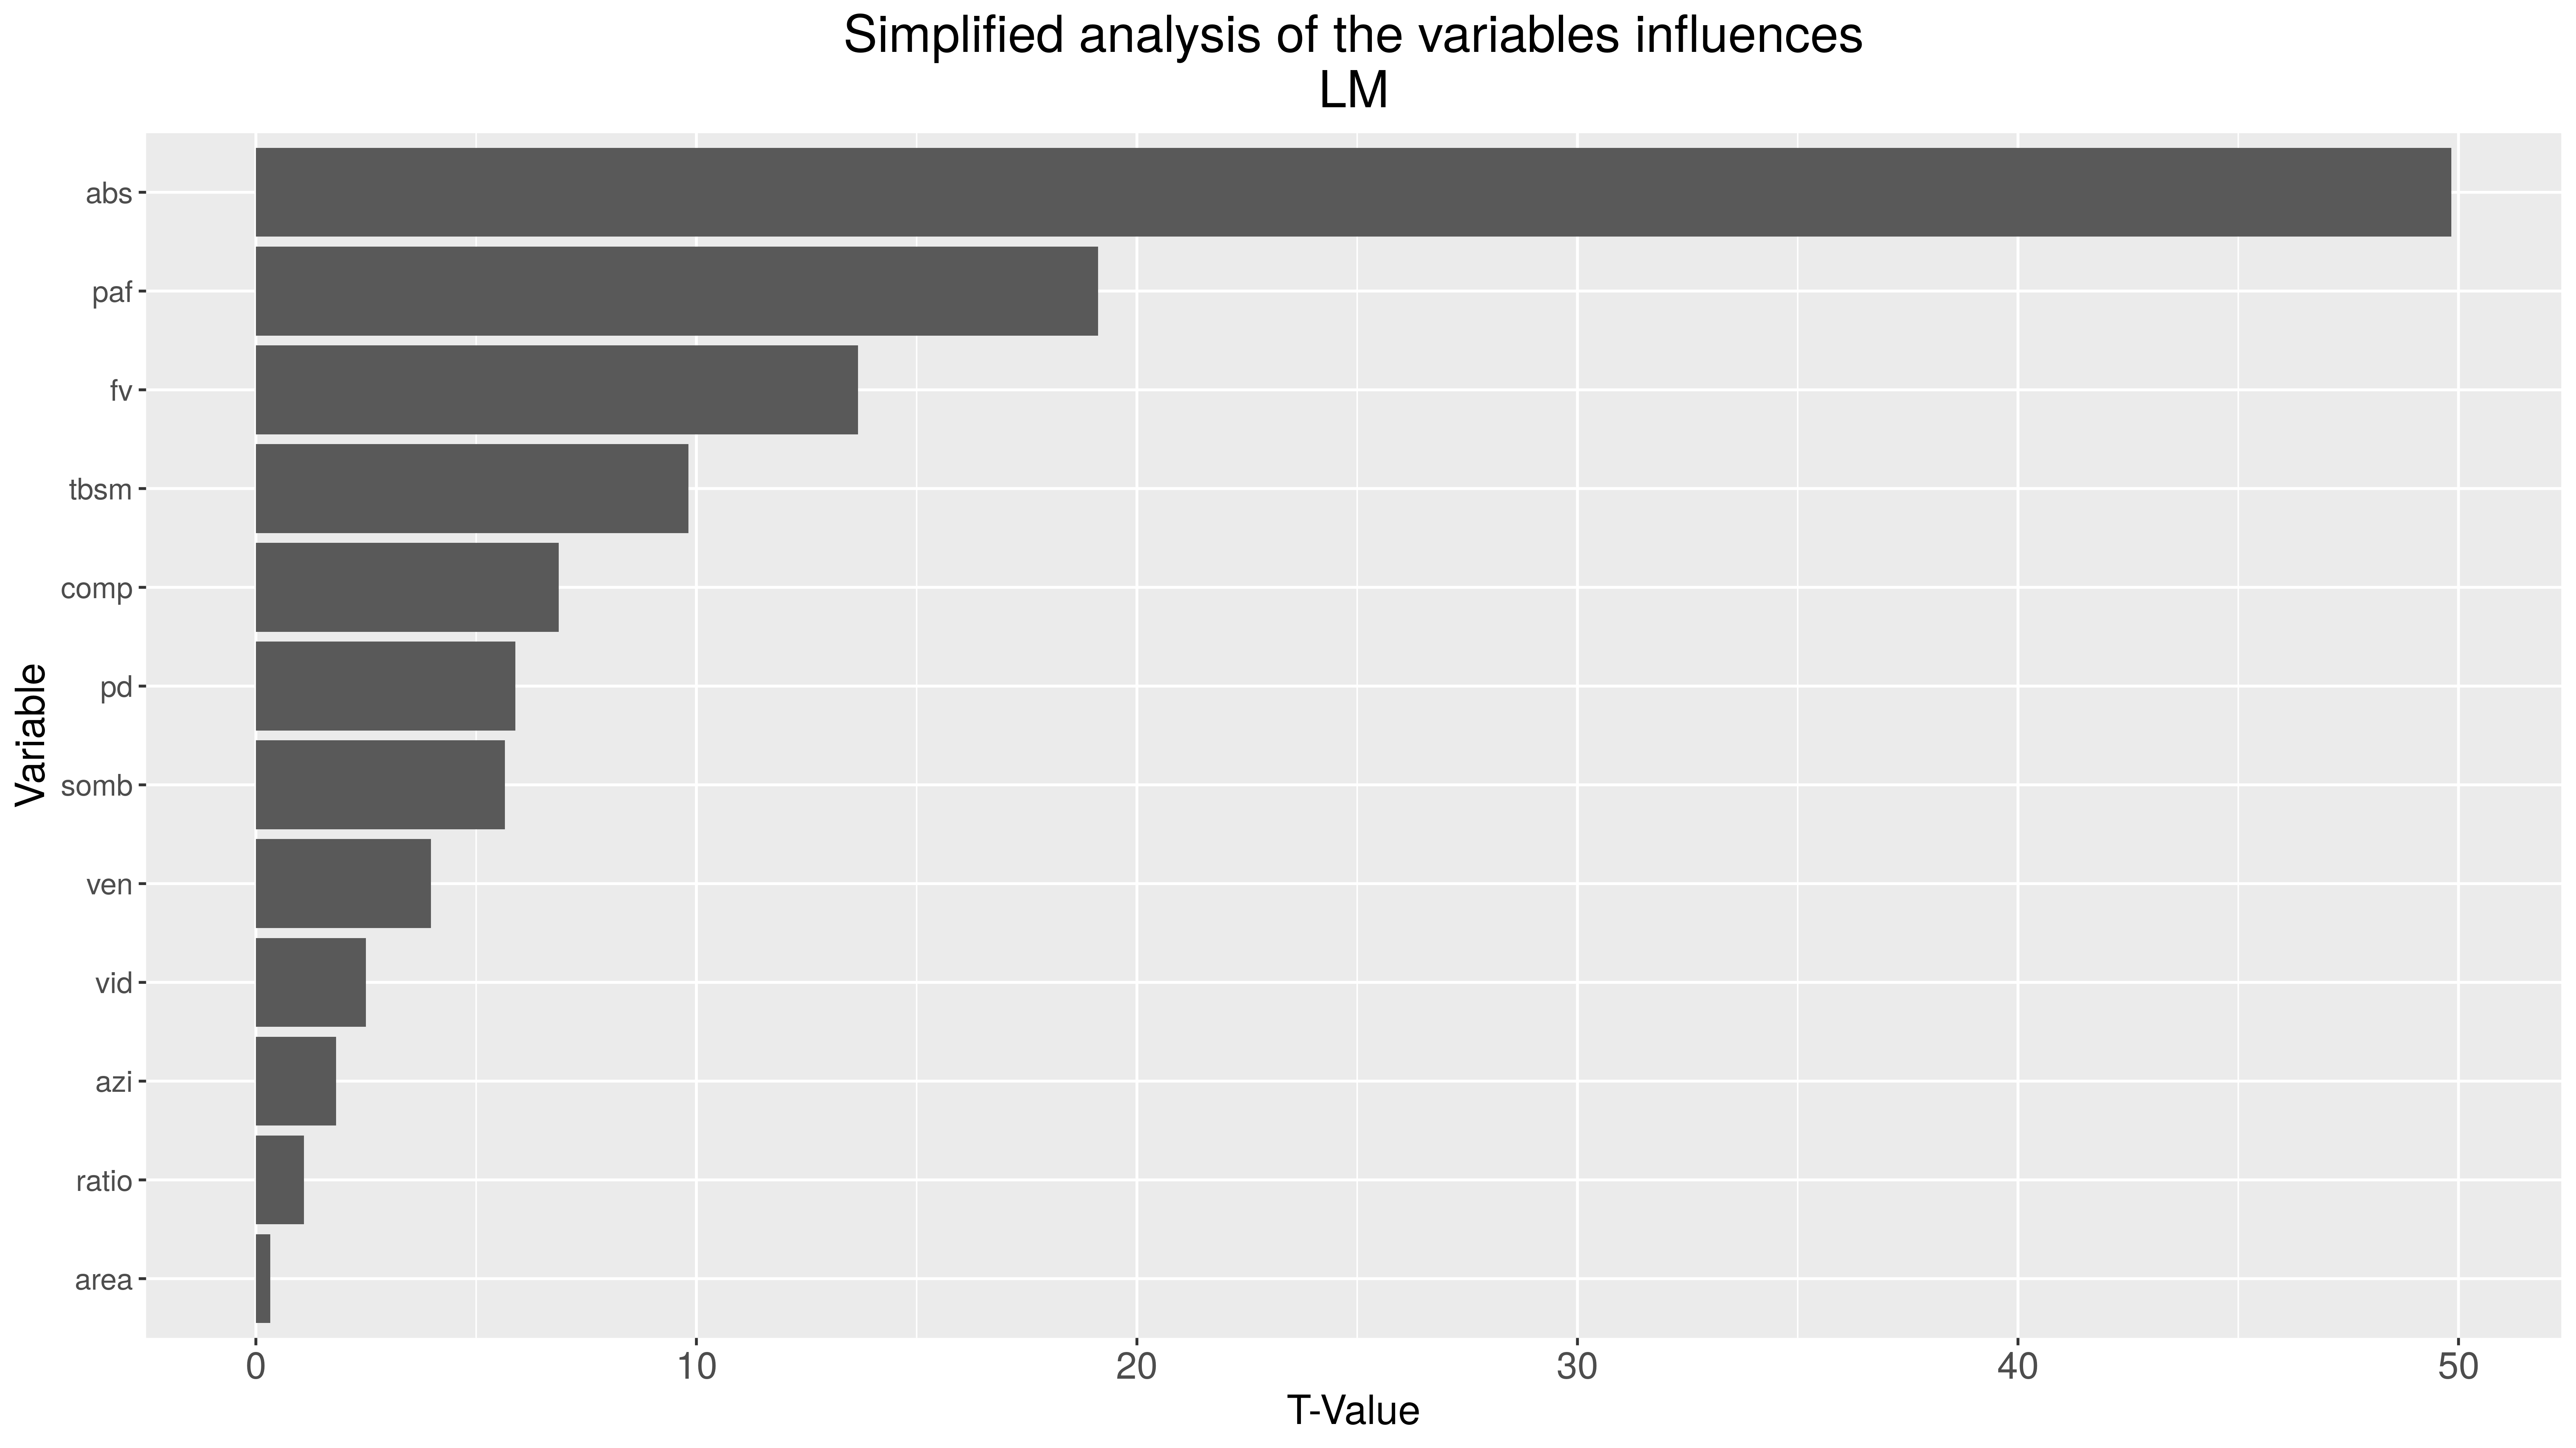 Simplified analysis of the variables influences
LM
Variable
abs
paf
fv
tbsm
comp
pd
somb
ven
vid
azi
ratio
area
0 10 20 30 40 50
T-Value